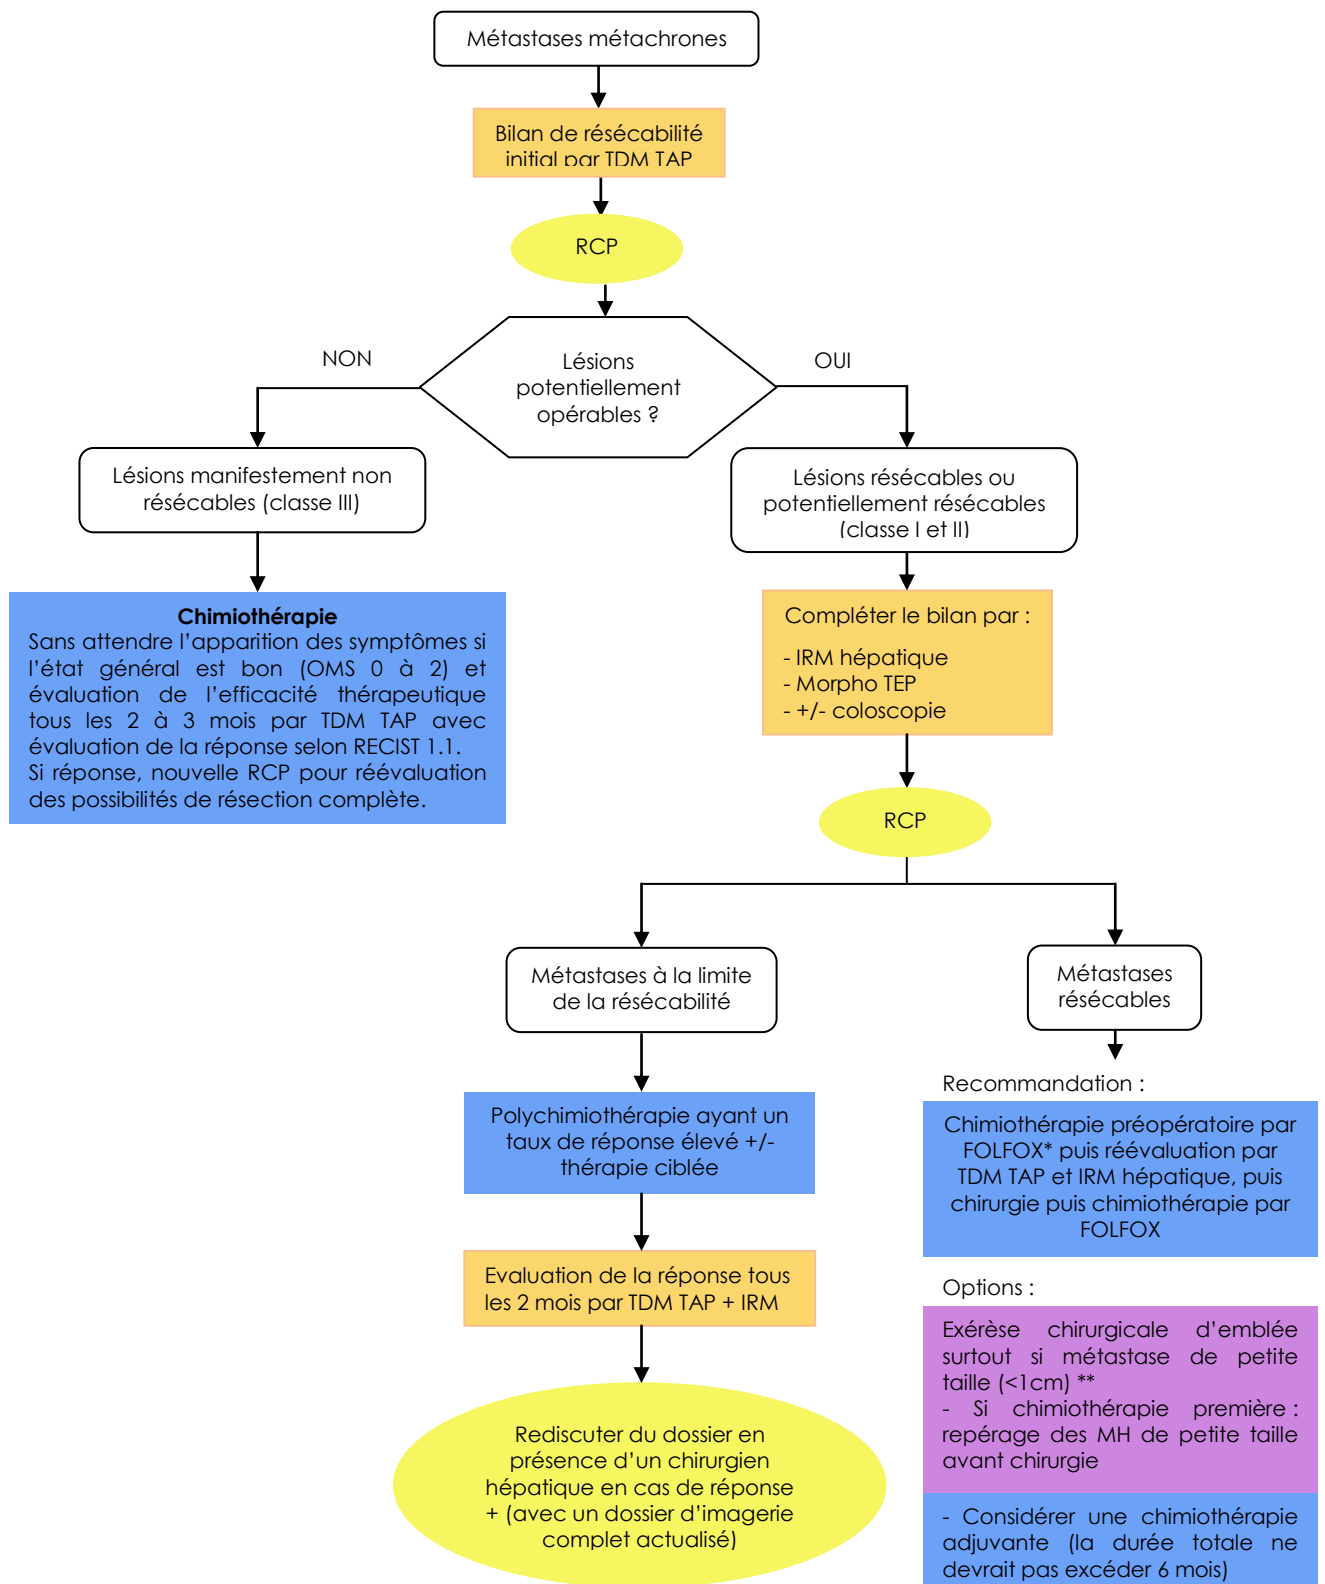 Métastases métachrones
Bilan de résécabilité
initial par TDM TAP
RCP
NON
Lésions
potentiellement
opérables ?
OUI
Lésions manifestement non
résécables (classe III)
Lésions résécables ou
potentiellement résécables
(classe I et II)
Chimiothérapie
Sans attendre l’apparition des symptômes si
l’état général est bon (OMS 0 à 2) et
évaluation de l’efficacité thérapeutique
tous les 2 à 3 mois par TDM TAP avec
évaluation de la réponse selon RECIST 1.1.
Si réponse, nouvelle RCP pour réévaluation
des possibilités de résection complète.
Compléter le bilan par :
- IRM hépatique
- Morpho TEP
- +/- coloscopie
RCP
Métastases à la limite
de la résécabilité
Métastases
résécables
Polychimiothérapie ayant un
taux de réponse élevé +/-
thérapie ciblée
Evaluation de la réponse tous
les 2 mois par TDM TAP + IRM
Rediscuter du dossier en
présence d’un chirurgien
hépatique en cas de réponse
+ (avec un dossier d’imagerie
complet actualisé)
Recommandation :
Chimiothérapie préopératoire par
FOLFOX* puis réévaluation par
TDM TAP et IRM hépatique, puis
chirurgie puis chimiothérapie par
FOLFOX
Options :
Exérèse chirurgicale d’emblée
surtout si métastase de petite
taille (<1cm) **
- Si chimiothérapie première :
repérage des MH de petite taille
avant chirurgie
- Considérer une chimiothérapie
adjuvante (la durée totale ne
devrait pas excéder 6 mois)